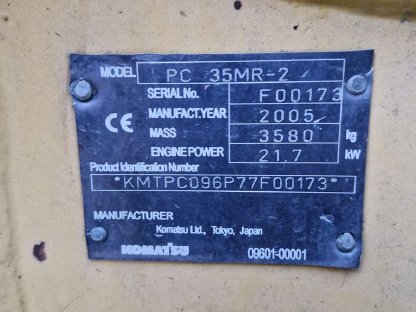 MODEL PC 35MR-2
SERIAL No. F00173
MANUFACT.YEAR 2005
MASS 3580 kg
ENGINE POWER 21.7 kW
Product Identification Number
*KMTPC096P77F00173*
MANUFACTURER
Komatsu Ltd., Tokyo, Japan
KOMATSU 09601-00001
CE